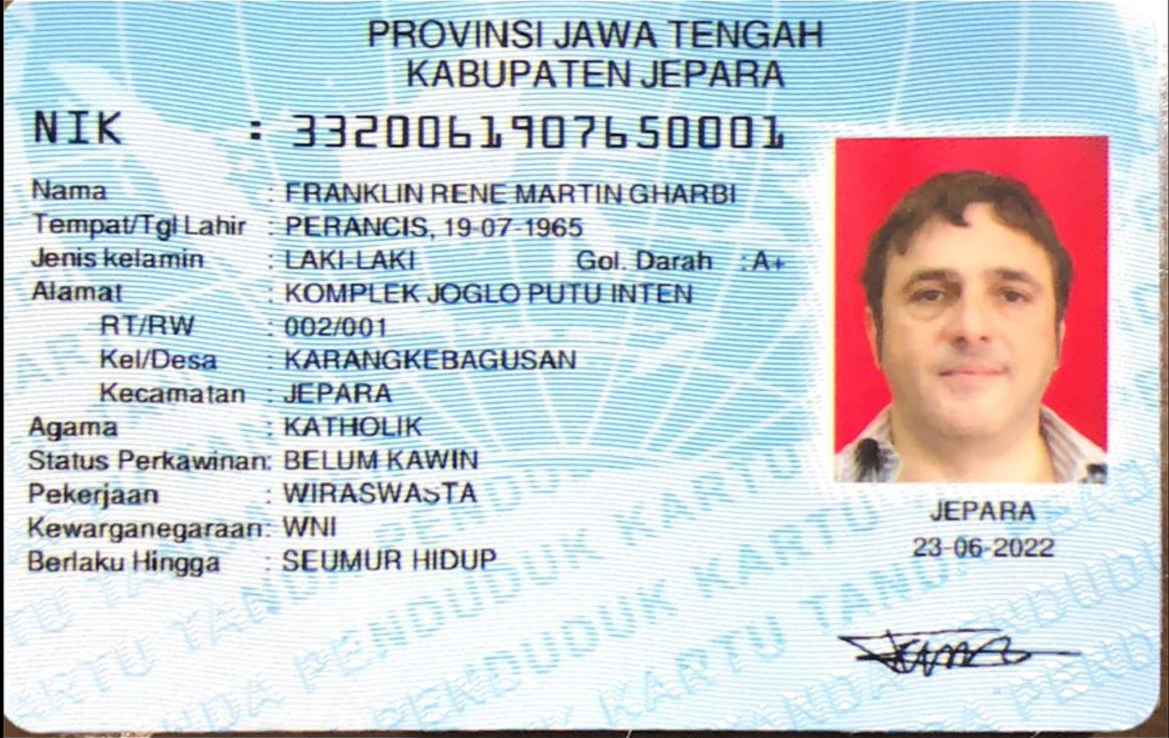 PROVINSI JAWA TENGAH
KABUPATEN JEPARA
NIK : 3320061907650001
Nama : FRANKLIN RENE MARTIN GHARBI
Tempat/Tgl Lahir : PERANCIS, 19-07-1965
Jenis kelamin : LAKI-LAKI Gol. Darah : A+
Alamat : KOMPLEK JOGLO PUTU INTEN
RT/RW : 002/001
Kel/Desa : KARANGKEBAGUSAN
Kecamatan : JEPARA
Agama : KATHOLIK
Status Perkawinan: BELUM KAWIN
Pekerjaan : WIRASWASTA
Kewarganegaraan: WNI
Berlaku Hingga : SEUMUR HIDUP
JEPARA
23-06-2022
KARTU TANDA PENDUDUK